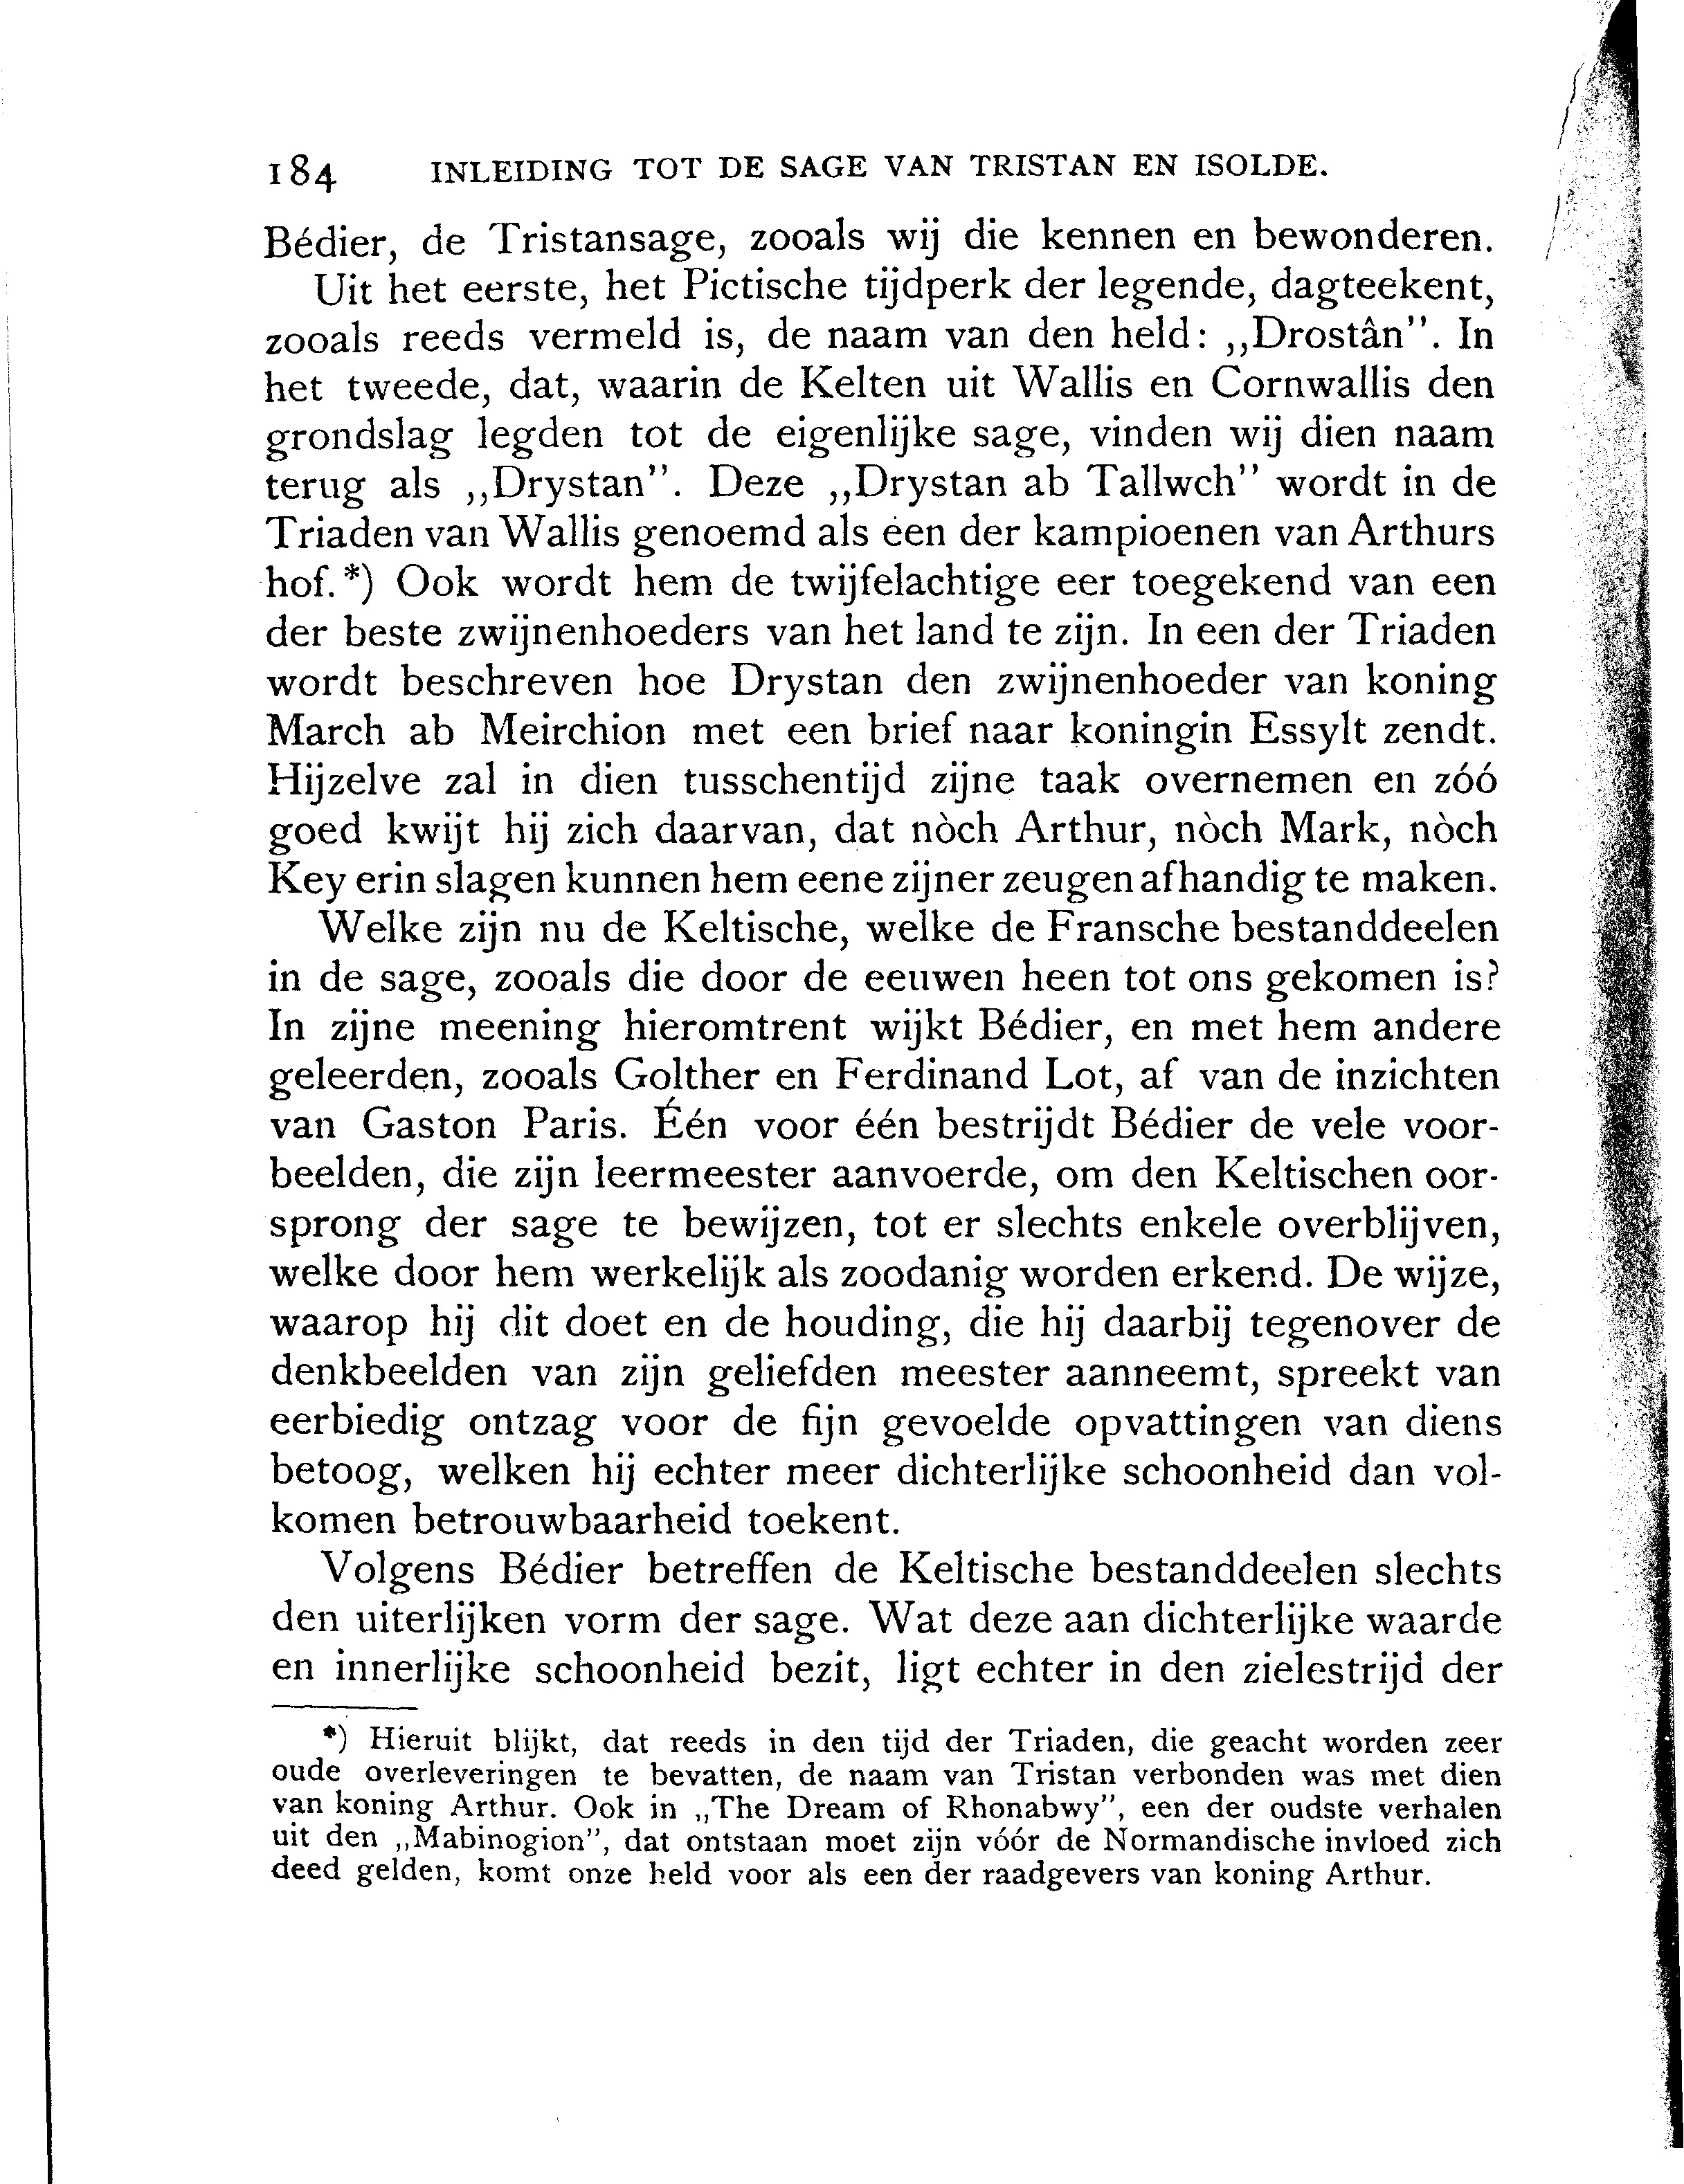 184 INLEIDING TOT DE SAGE VAN TRISTAN EN ISOLDE.
Bédier, de Tristansage, zooals wij die kennen en bewonderen.
Uit het eerste, het Pictische tijdperk der legende, dagteekent,
zooals reeds vermeld is, de naam van den held: ,,Drostân”. In
het tweede, dat, waarin de Kelten uit Wallis en Cornwallis den
grondslag legden tot de eigenlijke sage, vinden wij dien naam
terug als ,,Drystan”. Deze ,,Drystan ab Tallwch” wordt in de
Triaden van Wallis genoemd als een der kampioenen van Arthurs
hof.*) Ook wordt hem de twijfelachtige eer toegekend van een
der beste zwijnenhoeders van het land te zijn. In een der Triaden
wordt beschreven hoe Drystan den zwijnenhoeder van koning
March ab Meirchion met een brief naar koningin Essylt zendt.
Hijzelve zal in dien tusschentijd zijne taak overnemen en zóó
goed kwijt hij zich daarvan, dat nòch Arthur, nòch Mark, nòch
Key erin slagen kunnen hem eene zijner zeugen afhandig te maken.
Welke zijn nu de Keltische, welke de Fransche bestanddeelen
in de sage, zooals die door de eeuwen heen tot ons gekomen is?
In zijne meening hieromtrent wijkt Bédier, en met hem andere
geleerden, zooals Golther en Ferdinand Lot, af van de inzichten
van Gaston Paris. Één voor één bestrijdt Bédier de vele voor-
beelden, die zijn leermeester aanvoerde, om den Keltischen oor-
sprong der sage te bewijzen, tot er slechts enkele overblijven,
welke door hem werkelijk als zoodanig worden erkend. De wijze,
waarop hij dit doet en de houding, die hij daarbij tegenover de
denkbeelden van zijn geliefden meester aanneemt, spreekt van
eerbiedig ontzag voor de fijn gevoelde opvattingen van diens
betoog, welken hij echter meer dichterlijke schoonheid dan vol-
komen betrouwbaarheid toekent.
Volgens Bédier betreffen de Keltische bestanddeelen slechts
den uiterlijken vorm der sage. Wat deze aan dichterlijke waarde
en innerlijke schoonheid bezit, ligt echter in den zielestrijd der
*) Hieruit blijkt, dat reeds in den tijd der Triaden, die geacht worden zeer
oude overleveringen te bevatten, de naam van Tristan verbonden was met dien
van koning Arthur. Ook in ,,The Dream of Rhonabwy”, een der oudste verhalen
uit den ,,Mabinogion”, dat ontstaan moet zijn vóór de Normandische invloed zich
deed gelden, komt onze held voor als een der raadgevers van koning Arthur.